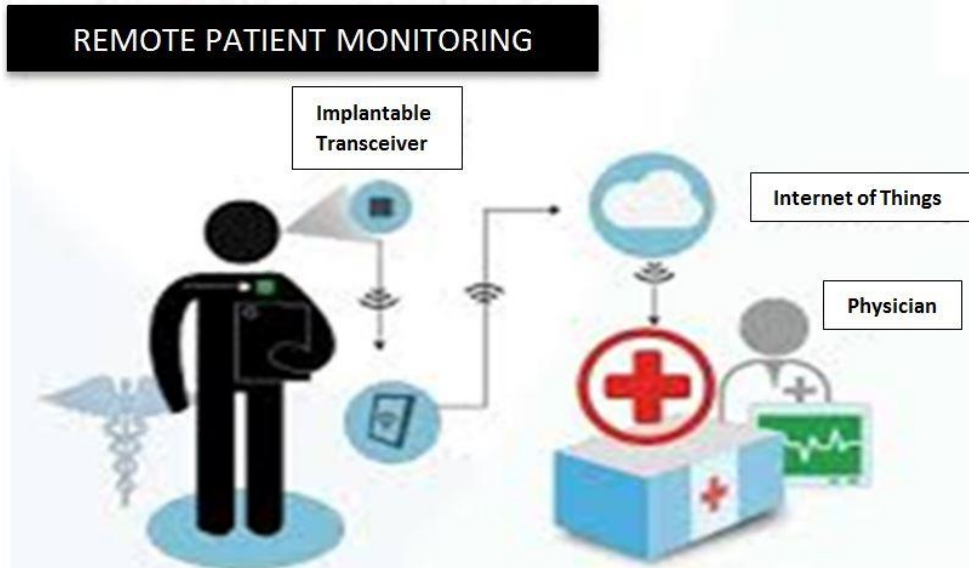 REMOTE PATIENT MONITORING
Implantable
Transceiver
Internet of Things
Physician